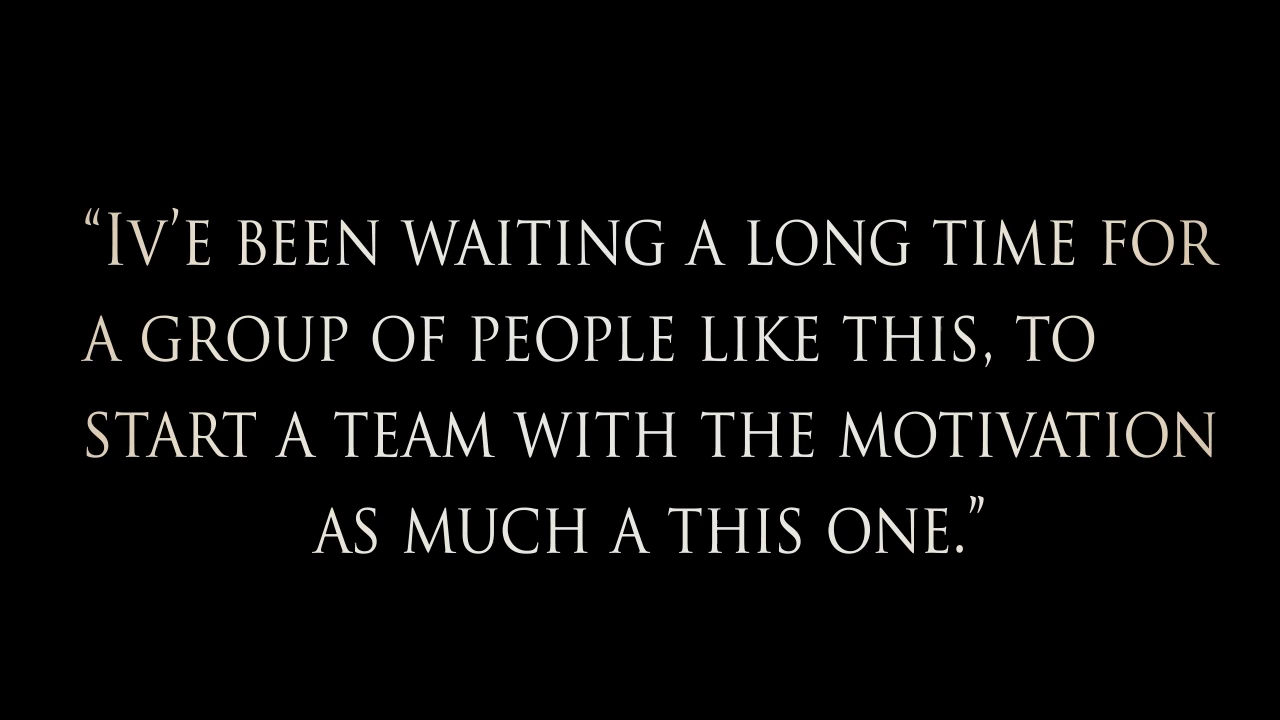 “Iv’e been waiting a long time for
a group of people like this, to
start a team with the motivation
as much a this one.”